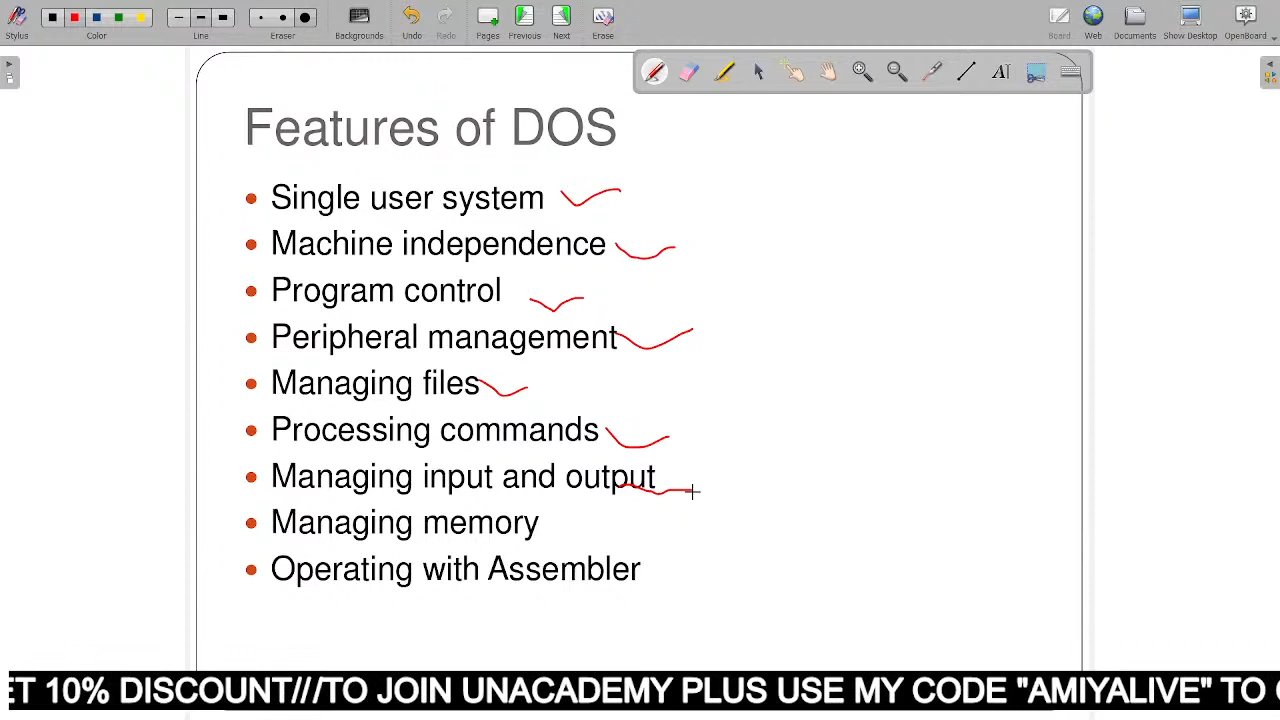 Stylus
Color
Line
Eraser
Backgrounds
Undo
Redo
Pages
Previous
Next
Erase
Board
Web
Documents
Show Desktop
OpenBoard
Features of DOS
Single user system
Machine independence
Program control
Peripheral management
Managing files
Processing commands
Managing input and output
Managing memory
Operating with Assembler
ET 10% DISCOUNT///TO JOIN UNACADEMY PLUS USE MY CODE "AMIYALIVE" TO